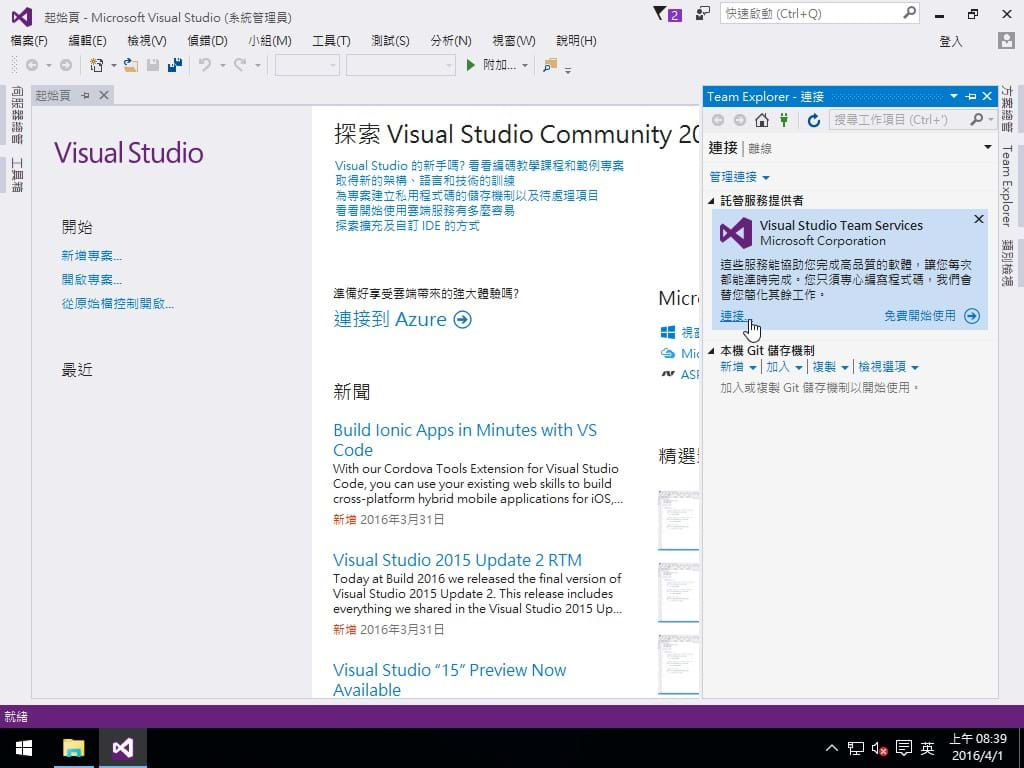 起始頁 - Microsoft Visual Studio (系統管理員)
2
快速啟動 (Ctrl+Q)
檔案(F) 編輯(E) 檢視(V) 偵錯(D) 小組(M) 工具(T) 測試(S) 分析(N) 視窗(W) 說明(H)
登入
附加...
伺服器總管
工具箱
起始頁
Visual Studio
開始
新增專案...
開啟專案...
從原始檔控制開啟...
最近
探索 Visual Studio Community 20
Visual Studio 的新手嗎? 看看編碼教學課程和範例專案
取得新的架構、語言和技術的訓練
為專案建立私用程式碼的儲存機制以及待處理項目
看看開始使用雲端服務有多麼容易
探索擴充及自訂 IDE 的方式
準備好享受雲端帶來的強大體驗嗎?
連接到 Azure
新聞
Build Ionic Apps in Minutes with VS
Code
With our Cordova Tools Extension for Visual Studio
Code, you can use your existing web skills to build
cross-platform hybrid mobile applications for iOS,...
新增 2016年3月31日
Visual Studio 2015 Update 2 RTM
Today at Build 2016 we released the final version of
Visual Studio 2015 Update 2. This release includes
everything we shared in the Visual Studio 2015 Up...
新增 2016年3月31日
Visual Studio “15” Preview Now
Available
Micr
視窗
Mic
ASP
精選
Team Explorer - 連接
搜尋工作項目 (Ctrl+')
連接 | 離線
管理連接
託管服務提供者
Visual Studio Team Services
Microsoft Corporation
這些服務能協助您完成高品質的軟體，讓您每次
都能準時完成。您只須專心編寫程式碼，我們會
替您簡化其餘工作。
連接...
免費開始使用
本機 Git 儲存機制
新增 | 加入 | 複製 | 檢視選項
加入或複製 Git 儲存機制以開始使用。
方案總管
Team Explorer
類別檢視
就緒
英
上午 08:39
2016/4/1